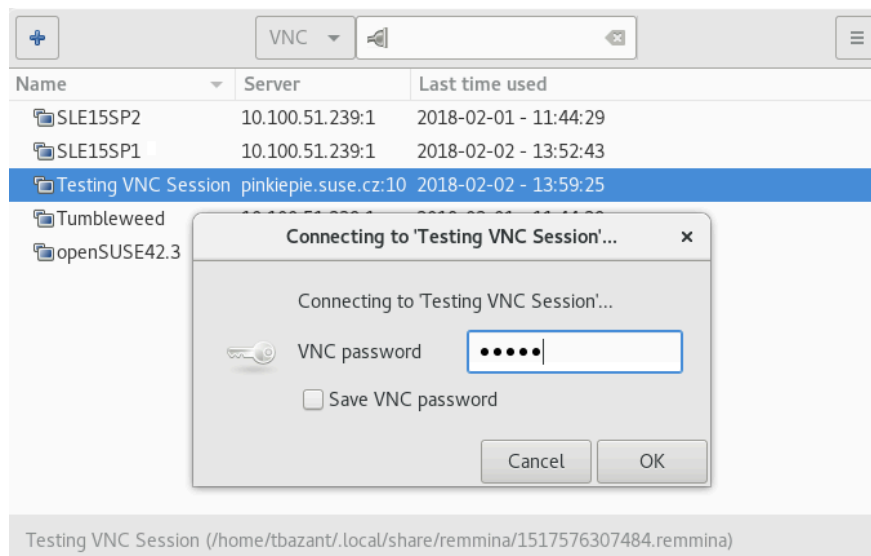 VNC
Name Server Last time used
SLE15SP2 10.100.51.239:1 2018-02-01 - 11:44:29
SLE15SP1 10.100.51.239:1 2018-02-02 - 13:52:43
Testing VNC Session pinkiepie.suse.cz:10 2018-02-02 - 13:59:25
Tumbleweed
openSUSE42.3
Connecting to 'Testing VNC Session'...
Connecting to 'Testing VNC Session'...
VNC password •••••
Save VNC password
Cancel OK
Testing VNC Session (/home/tbazant/.local/share/remmina/1517576307484.remmina)